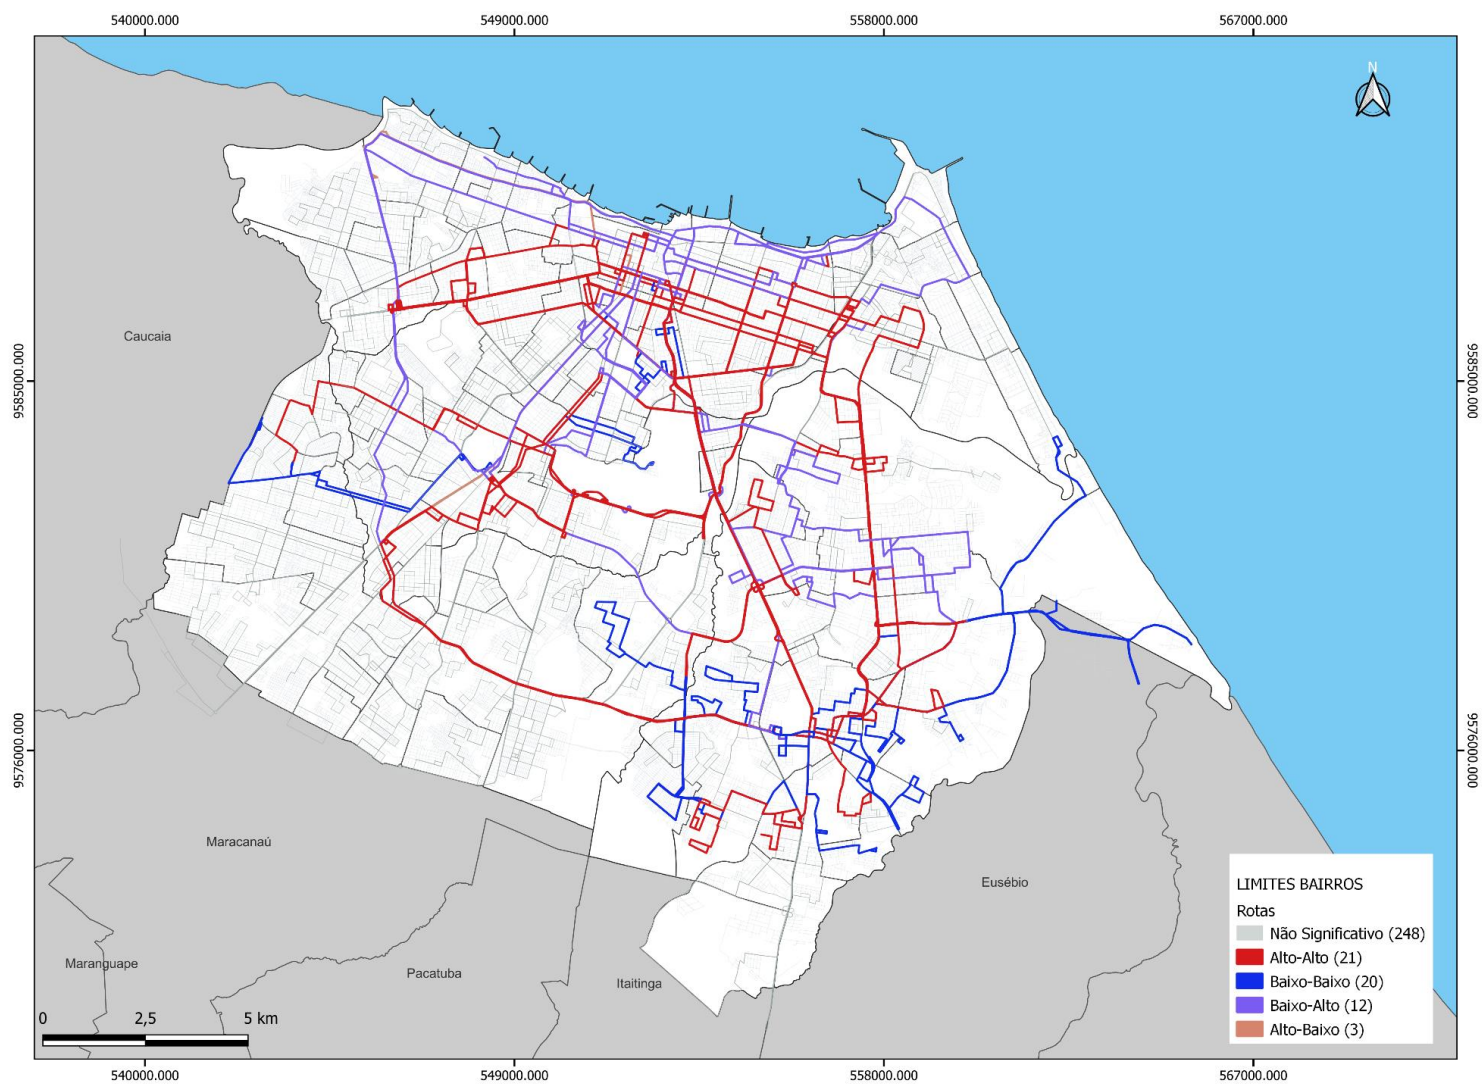 540000.000
549000.000
558000.000
567000.000
N
9585000.000
9585000.000
Caucaia
9576000.000
9576000.000
Maracanaú
Eusébio
Maranguape
Pacatuba
Itaitinga
LIMITES BAIRROS
Rotas
Não Significativo (248)
Alto-Alto (21)
Baixo-Baixo (20)
Baixo-Alto (12)
Alto-Baixo (3)
0 2,5 5 km
540000.000
549000.000
558000.000
567000.000